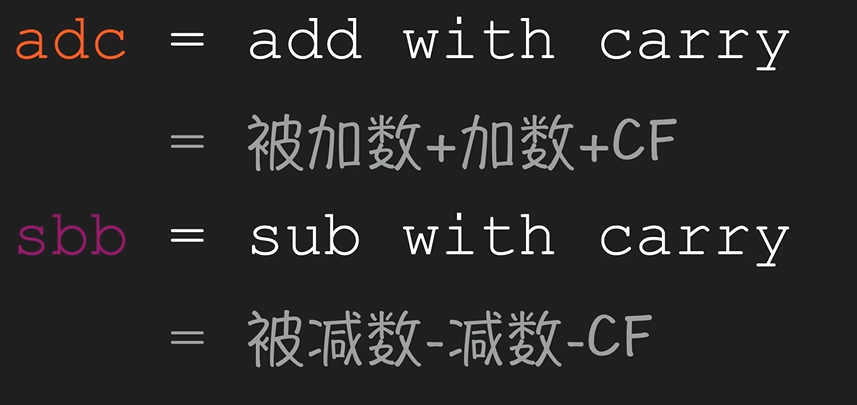 adc = add with carry
= 被加数+加数+CF
sbb = sub with carry
= 被减数-减数-CF